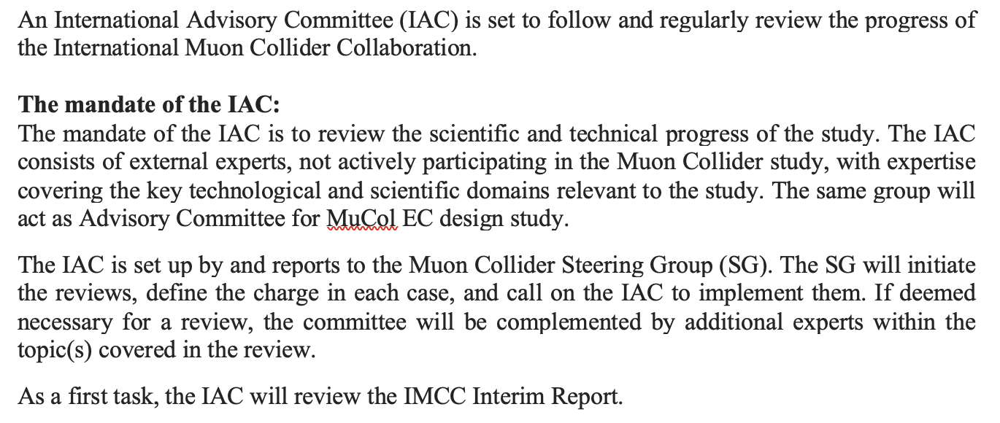 An International Advisory Committee (IAC) is set to follow and regularly review the progress of
the International Muon Collider Collaboration.
The mandate of the IAC:
The mandate of the IAC is to review the scientific and technical progress of the study. The IAC
consists of external experts, not actively participating in the Muon Collider study, with expertise
covering the key technological and scientific domains relevant to the study. The same group will
act as Advisory Committee for MuCol EC design study.
The IAC is set up by and reports to the Muon Collider Steering Group (SG). The SG will initiate
the reviews, define the charge in each case, and call on the IAC to implement them. If deemed
necessary for a review, the committee will be complemented by additional experts within the
topic(s) covered in the review.
As a first task, the IAC will review the IMCC Interim Report.